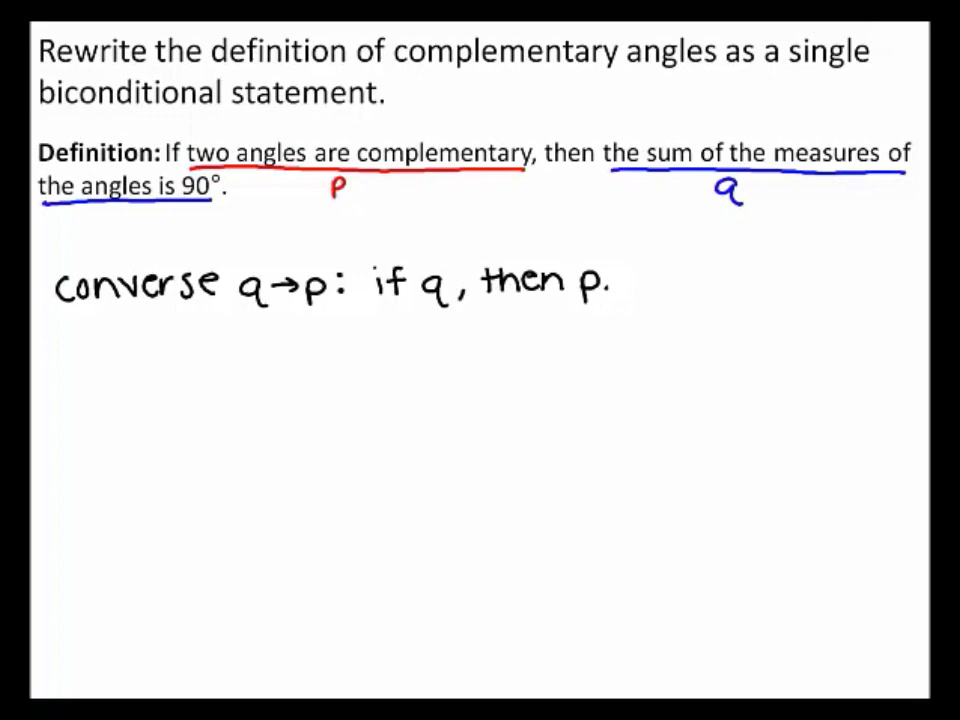 Rewrite the definition of complementary angles as a single
biconditional statement.
Definition: If two angles are complementary, then the sum of the measures of
the angles is 90°.
p
q
converse q→p: if q, then p.